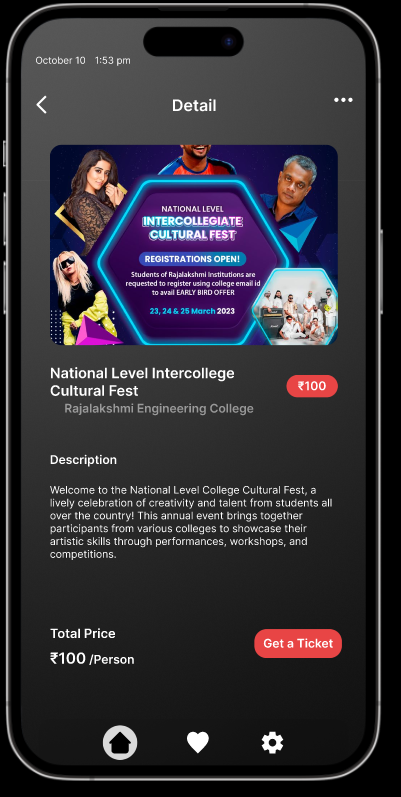 October 10 1:53 pm
Detail
NATIONAL LEVEL
INTERCOLLEGIATE
CULTURAL FEST
REGISTRATIONS OPEN!
Students of Rajalakshmi Institutions are
requested to register using college email id
to avail EARLY BIRD OFFER
23, 24 & 25 March 2023
National Level Intercollege
Cultural Fest
₹100
Rajalakshmi Engineering College
Description
Welcome to the National Level College Cultural Fest, a
lively celebration of creativity and talent from students all
over the country! This annual event brings together
participants from various colleges to showcase their
artistic skills through performances, workshops, and
competitions.
Total Price
₹100 /Person
Get a Ticket